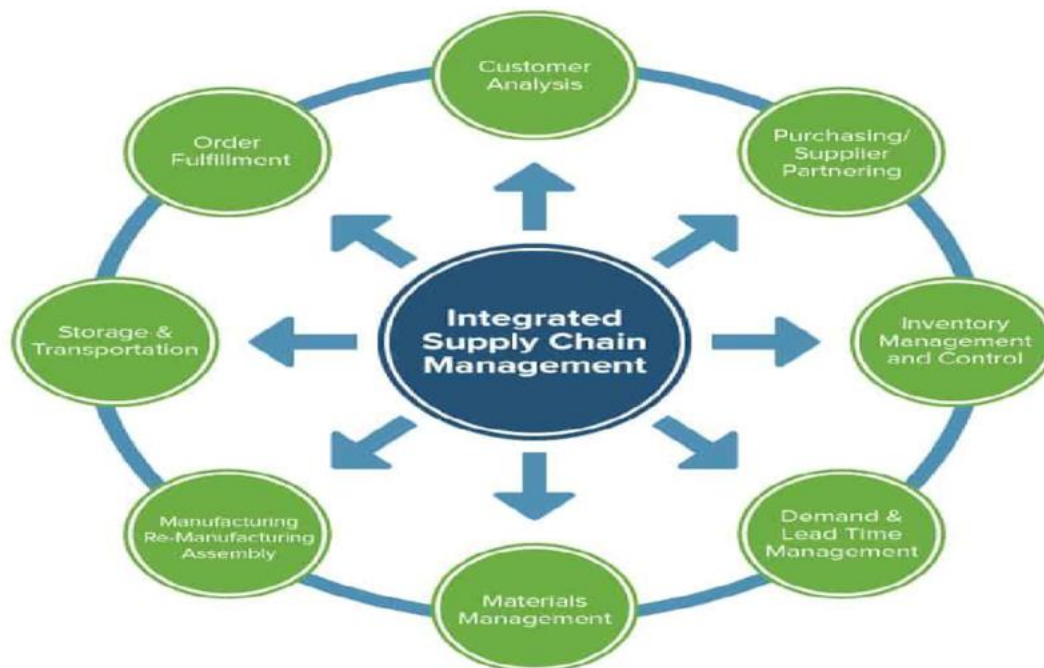 Customer
Analysis
Purchasing/
Supplier
Partnering
Inventory
Management
and Control
Demand &
Lead Time
Management
Materials
Management
Manufacturing
Re-Manufacturing
Assembly
Storage &
Transportation
Order
Fulfillment
Integrated
Supply Chain
Management